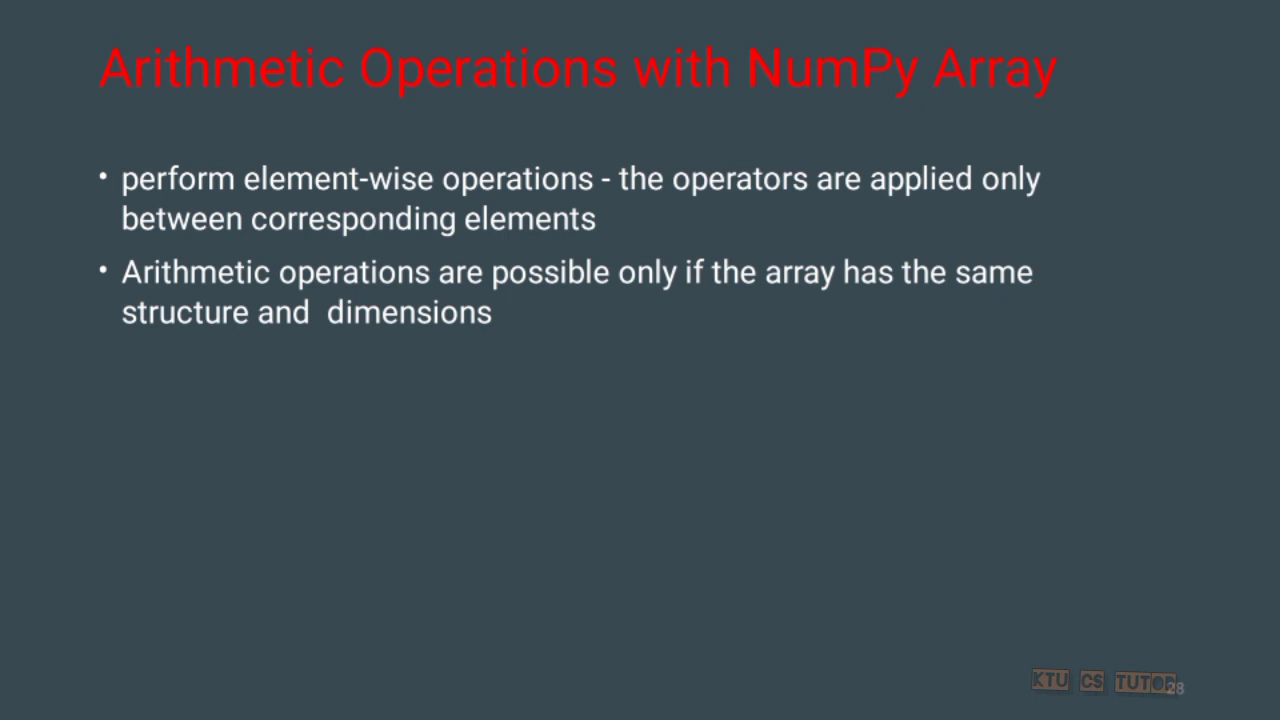 Arithmetic Operations with NumPy Array
• perform element-wise operations - the operators are applied only
between corresponding elements
• Arithmetic operations are possible only if the array has the same
structure and  dimensions
KTU CS TUTOR
28